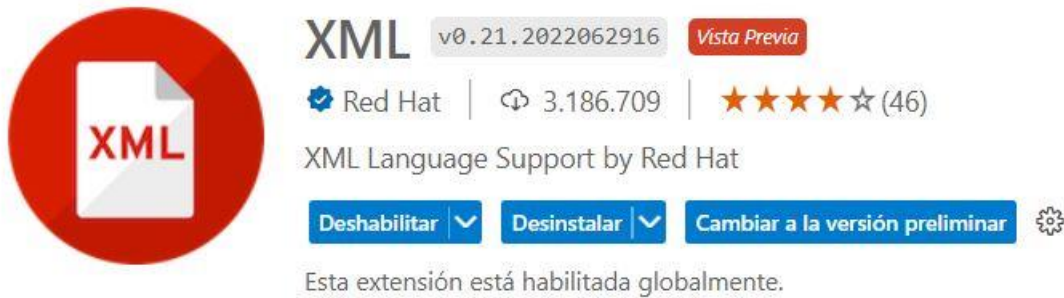 XML
XML v0.21.2022062916 Vista Previa
Red Hat 3.186.709 (46)
XML Language Support by Red Hat
Deshabilitar Desinstalar Cambiar a la versión preliminar
Esta extensión está habilitada globalmente.